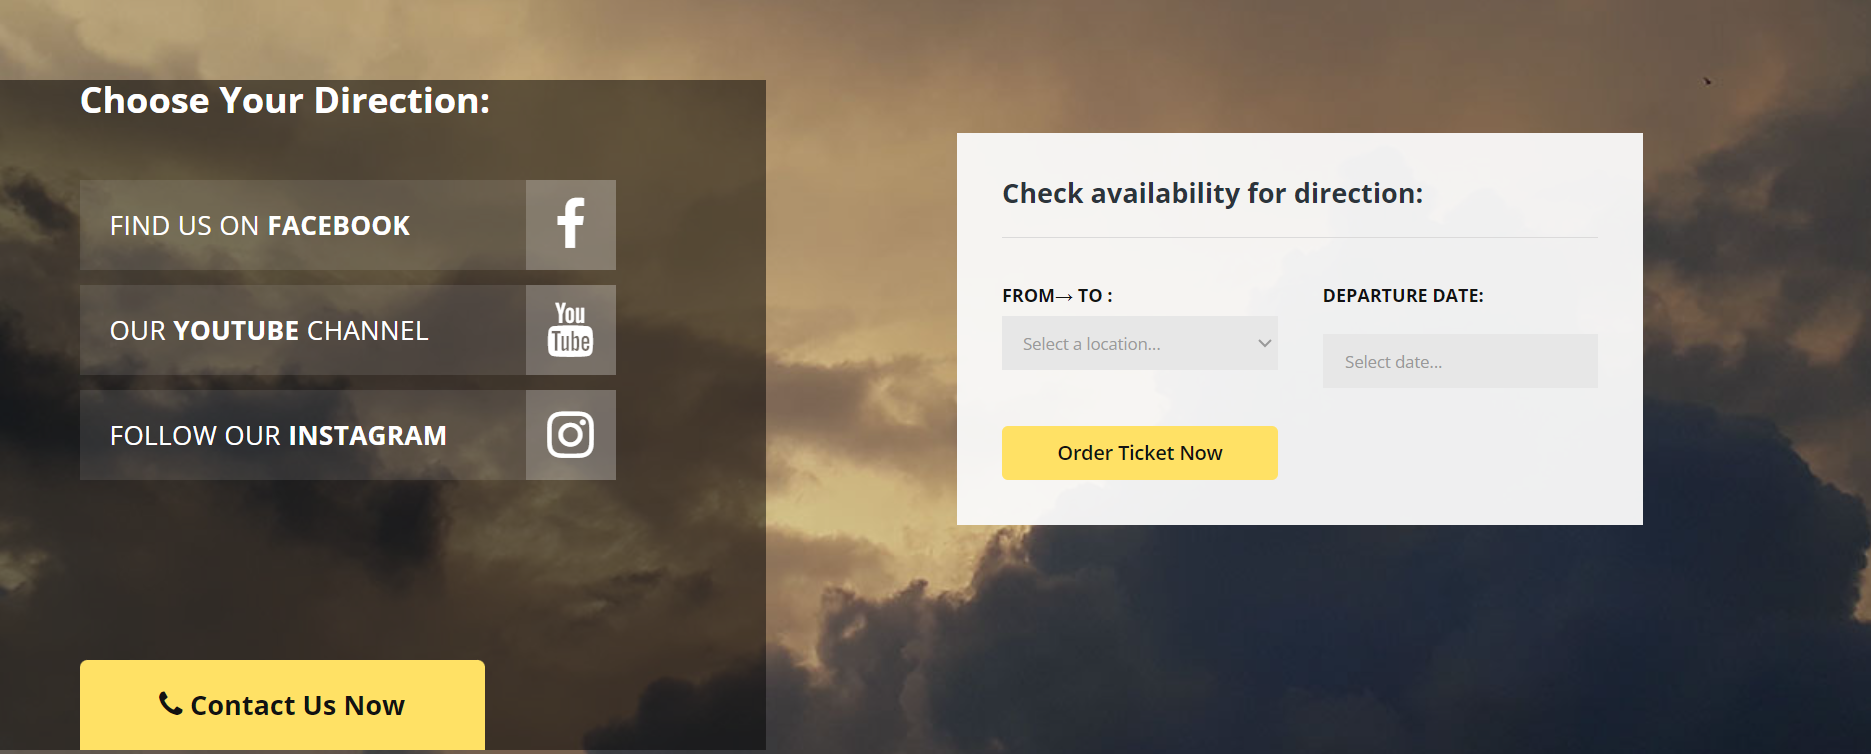 Choose Your Direction:
FIND US ON FACEBOOK
OUR YOUTUBE CHANNEL
You
Tube
FOLLOW OUR INSTAGRAM
Contact Us Now
Check availability for direction:
FROM→ TO :
Select a location...
DEPARTURE DATE:
Select date...
Order Ticket Now